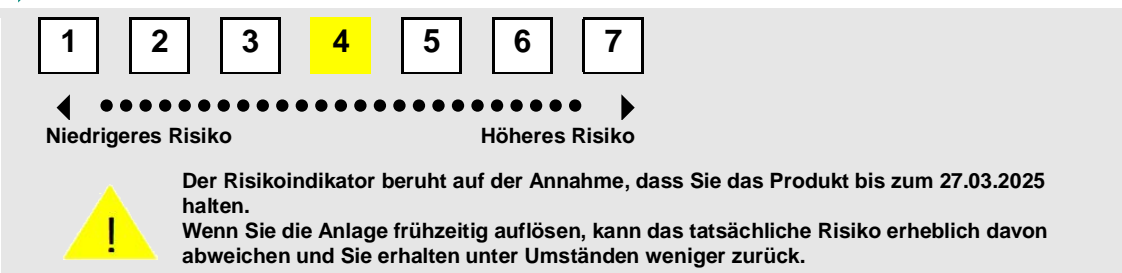 1 2 3 4 5 6 7
Niedrigeres Risiko Höheres Risiko
Der Risikoindikator beruht auf der Annahme, dass Sie das Produkt bis zum 27.03.2025
halten.
! Wenn Sie die Anlage frühzeitig auflösen, kann das tatsächliche Risiko erheblich davon
abweichen und Sie erhalten unter Umständen weniger zurück.